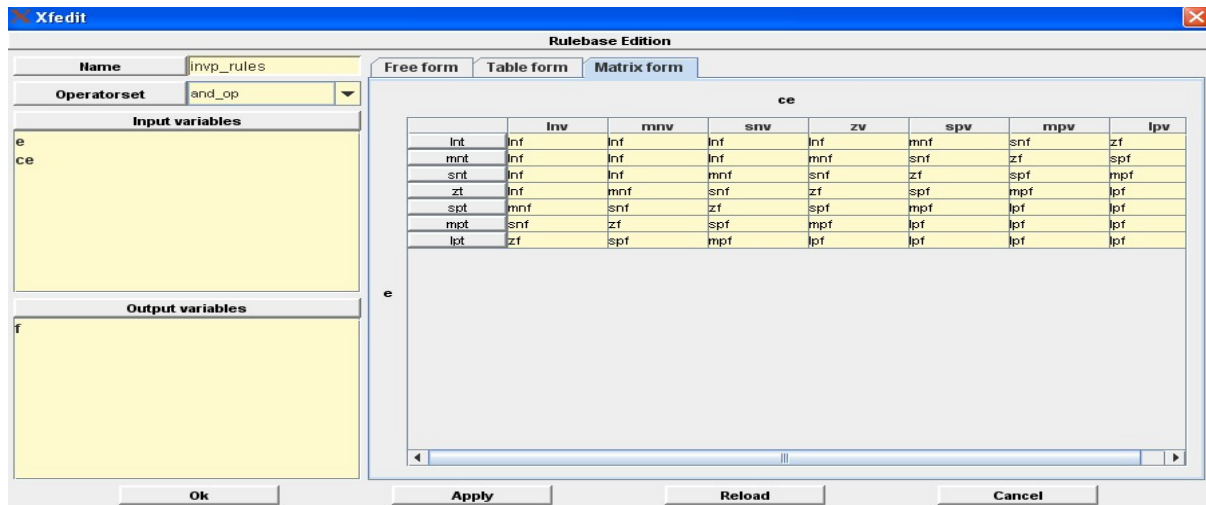 Xfedit
Rulebase Edition
Name invp_rules
Operatorset and_op
Input variables
e
ce
Output variables
f
Free form Table form Matrix form
ce
lnv mnv snv zv spv mpv lpv
lnt lnf lnf lnf lnf mnf snf zf
mnt lnf lnf lnf mnf snf zf spf
snt lnf lnf mnf snf zf spf mpf
zt lnf mnf snf zf spf mpf lpf
spt mnf snf zf spf mpf lpf lpf
mpt snf zf spf mpf lpf lpf lpf
lpt zf spf mpf lpf lpf lpf lpf
e
Ok Apply Reload Cancel